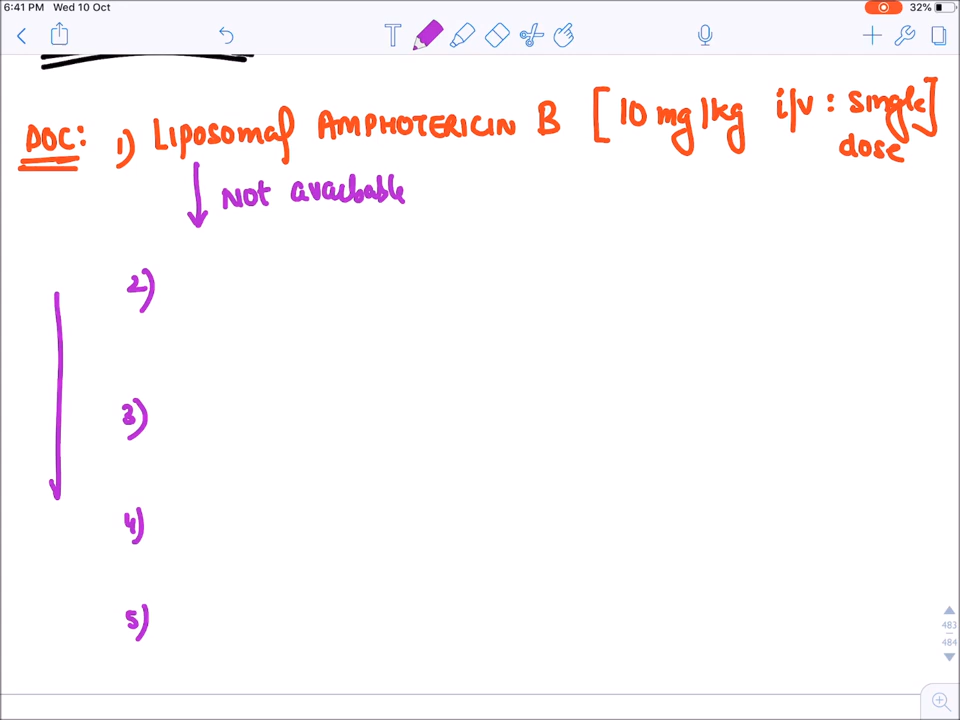 6:41 PM Wed 10 Oct
32%
T
DOC: 1) Liposomal AMPHOTERICIN B [10 mg/kg i/v : single dose]
Not available
2)
3)
4)
5)
483
484